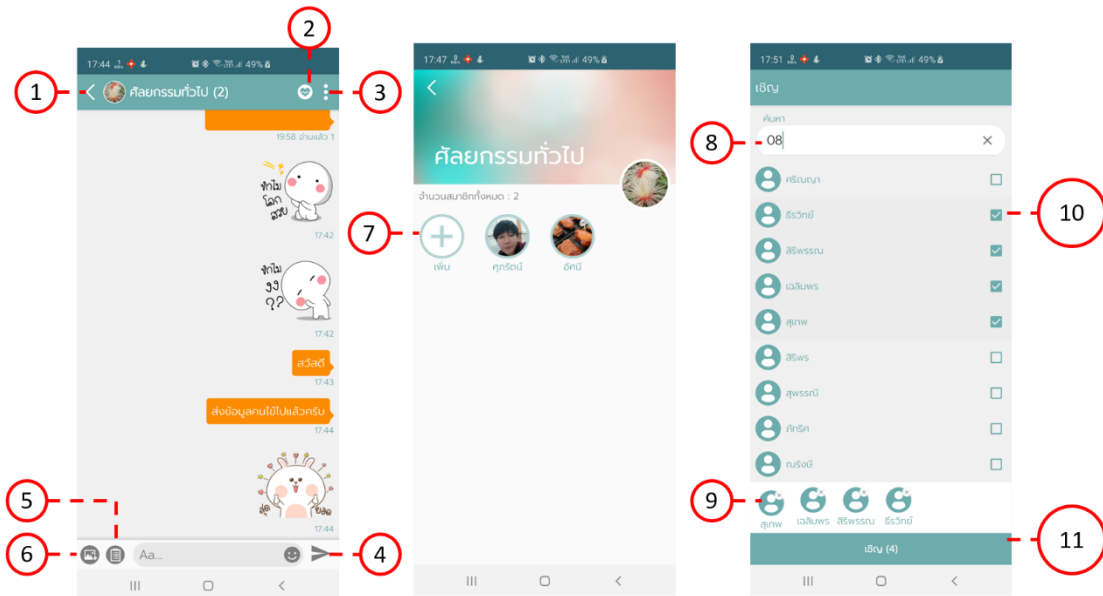 2
17:44
49%
1
ศัลยกรรมทั่วไป (2)
3
19:58 อ่านแล้ว 1
ทำไม
โลก
สวย
17:42
ทำไม
งง
??
17:42
สวัสดี
17:43
ส่งข้อมูลคนไข้ไปแล้วครับ
17:44
สุด
ยอด
17:44
5
6
Aa...
4
17:47
49%
ศัลยกรรมทั่วไป
จำนวนสมาชิกทั้งหมด : 2
7
เพิ่ม
ศุภรัตน์
อัศนี
17:51
49%
เชิญ
ค้นหา
8
08
ศริณญา
10
ธีรวิทย์
สิริพรรณ
เฉลิมพร
สุเทพ
สิริพร
สุพรรณี
ภัทริศ
ณรังษี
9
สุเทพ
เฉลิมพร
สิริพรรณ
ธีรวิทย์
เชิญ (4)
11